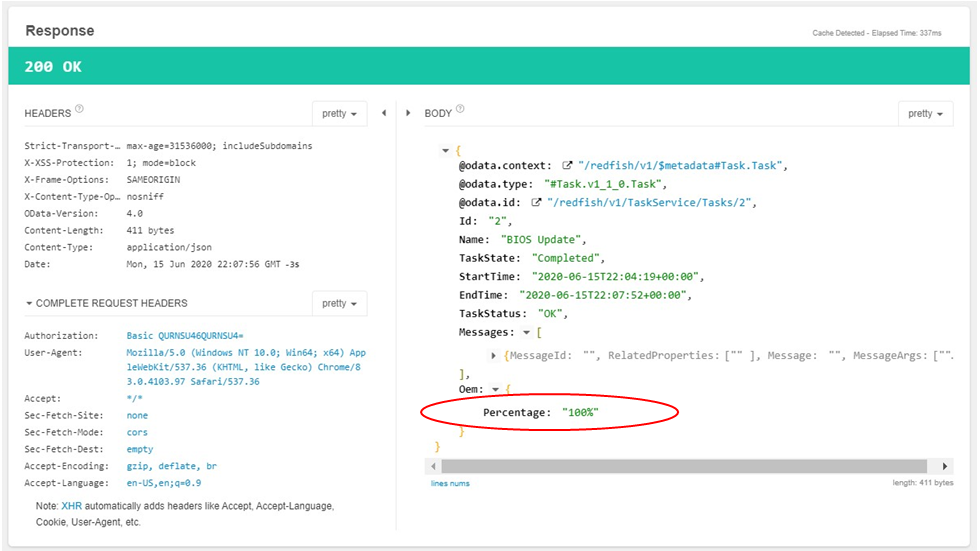 Response
Cache Detected - Elapsed Time: 337ms
200 OK
HEADERS ?
pretty
Strict-Transport-… max-age=31536000; includeSubdomains
X-XSS-Protection: 1; mode=block
X-Frame-Options: SAMEORIGIN
X-Content-Type-Op… nosniff
OData-Version: 4.0
Content-Length: 411 bytes
Content-Type: application/json
Date: Mon, 15 Jun 2020 22:07:56 GMT -3s
COMPLETE REQUEST HEADERS
pretty
Authorization: Basic QURNSU46QURNSU4=
User-Agent: Mozilla/5.0 (Windows NT 10.0; Win64; x64) App
leWebKit/537.36 (KHTML, like Gecko) Chrome/8
3.0.4103.97 Safari/537.36
Accept: */*
Sec-Fetch-Site: none
Sec-Fetch-Mode: cors
Sec-Fetch-Dest: empty
Accept-Encoding: gzip, deflate, br
Accept-Language: en-US,en;q=0.9
Note: XHR automatically adds headers like Accept, Accept-Language,
Cookie, User-Agent, etc.
BODY ?
pretty
{
@odata.context: "/redfish/v1/$metadata#Task.Task",
@odata.type: "#Task.v1_1_0.Task",
@odata.id: "/redfish/v1/TaskService/Tasks/2",
Id: "2",
Name: "BIOS Update",
TaskState: "Completed",
StartTime: "2020-06-15T22:04:19+00:00",
EndTime: "2020-06-15T22:07:52+00:00",
TaskStatus: "OK",
Messages: [
{MessageId: "", RelatedProperties: ["" ], Message: "", MessageArgs: ["".
],
Oem: {
Percentage: "100%"
}
}
lines nums
length: 411 bytes